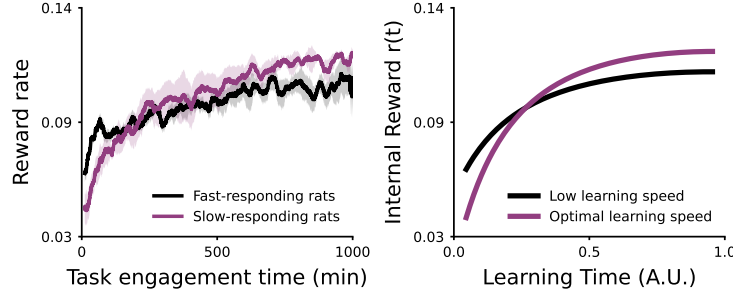 0.14
0.09
0.03
Reward rate
Fast-responding rats
Slow-responding rats
0
500
1000
Task engagement time (min)
0.14
0.09
0.03
Internal Reward r(t)
Low learning speed
Optimal learning speed
0.0
0.5
1.0
Learning Time (A.U.)